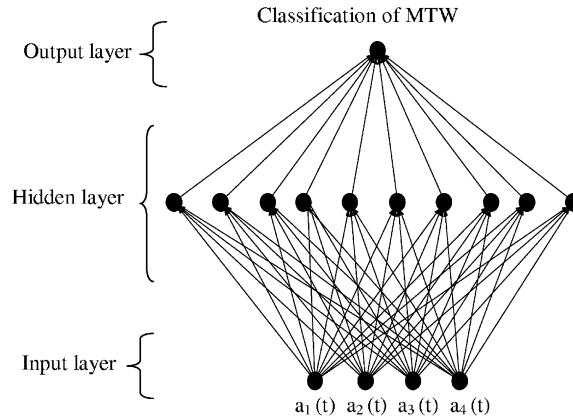 Classification of MTW
Output layer
Hidden layer
Input layer
a₁ (t) a₂ (t) a₃ (t) a₄ (t)